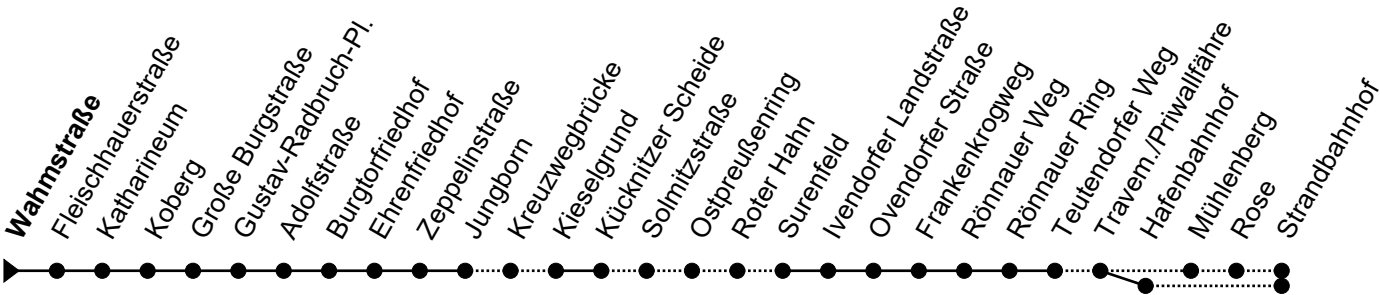 Wahmstraße
Fleischhauerstraße
Katharineum
Koberg
Große Burgstraße
Gustav-Radbruch-Pl.
Adolfstraße
Burgtorfriedhof
Ehrenfriedhof
Zeppelinstraße
Jungborn
Kreuzwegbrücke
Kieselgrund
Kücknitzer Scheide
Solmitzstraße
Ostpreußenring
Roter Hahn
Surenfeld
Ivendorfer Landstraße
Ovendorfer Straße
Frankenkrogweg
Rönnauer Weg
Rönnauer Ring
Teutendorfer Weg
Travem./Priwallfähre
Hafenbahnhof
Mühlenberg
Rose
Strandbahnhof